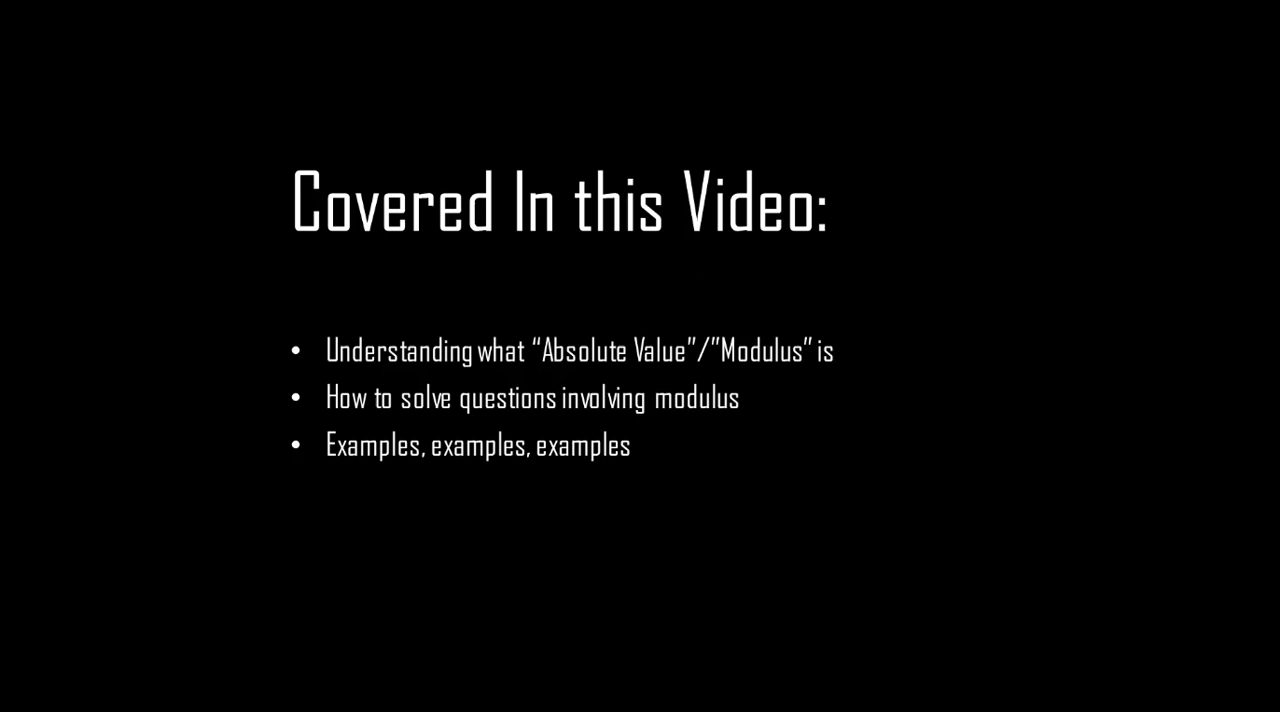 Covered In this Video:
• Understanding what “Absolute Value”/”Modulus” is
• How to solve questions involving modulus
• Examples, examples, examples